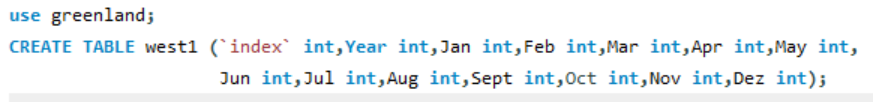 use greenland;
CREATE TABLE west1 (`index` int,Year int,Jan int,Feb int,Mar int,Apr int,May int,
Jun int,Jul int,Aug int,Sept int,Oct int,Nov int,Dez int);